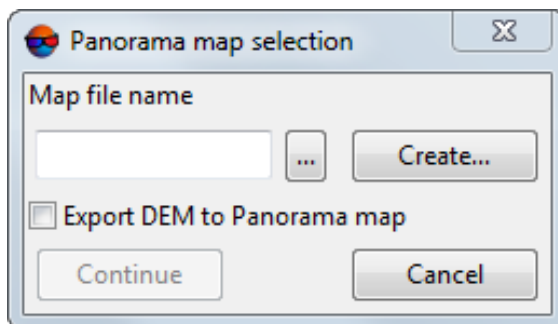 Panorama map selection
Map file name
... Create...
Export DEM to Panorama map
Continue Cancel